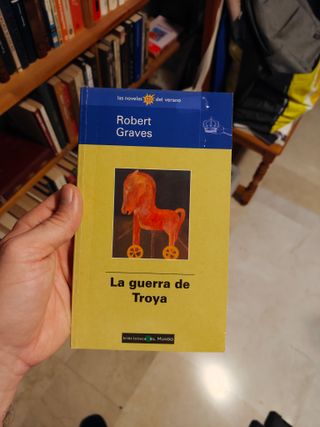 las novelas del verano
Robert
Graves
La guerra de
Troya
BIBLIOTECA EL MUNDO